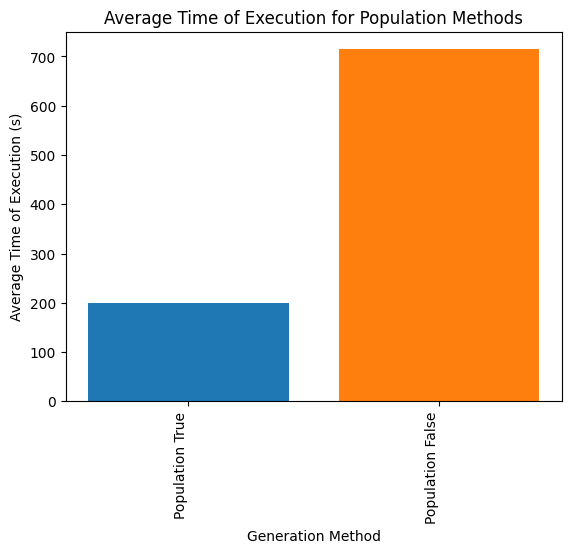 Average Time of Execution for Population Methods
Average Time of Execution (s)
700
600
500
400
300
200
100
0
Population True
Population False
Generation Method